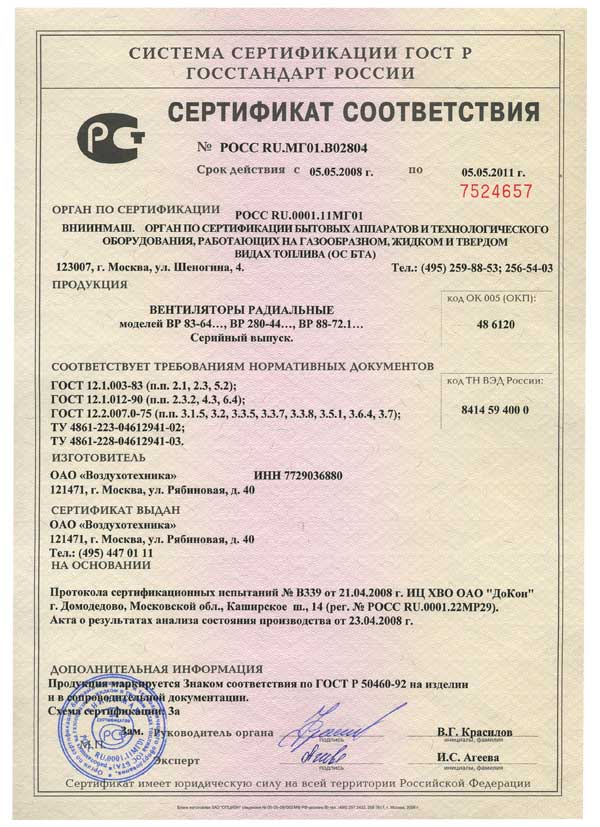 СИСТЕМА СЕРТИФИКАЦИИ ГОСТ Р
ГОССТАНДАРТ РОССИИ
СЕРТИФИКАТ СООТВЕТСТВИЯ
№ РОСС RU.МГ01.В02804
Срок действия с 05.05.2008 г. по 05.05.2011 г.
7524657
ОРГАН ПО СЕРТИФИКАЦИИ
РОСС RU.0001.11МГ01
ВНИИНМАШ. ОРГАН ПО СЕРТИФИКАЦИИ БЫТОВЫХ АППАРАТОВ И ТЕХНОЛОГИЧЕСКОГО
ОБОРУДОВАНИЯ, РАБОТАЮЩИХ НА ГАЗООБРАЗНОМ, ЖИДКОМ И ТВЕРДОМ
ВИДАХ ТОПЛИВА (ОС БТА)
123007, г. Москва, ул. Шеногина, 4. Тел.: (495) 259-88-53; 256-54-03
ПРОДУКЦИЯ
ВЕНТИЛЯТОРЫ РАДИАЛЬНЫЕ
моделей ВР 83-64…, ВР 280-44…, ВР 88-72.1…
Серийный выпуск.
код ОК 005 (ОКП):
48 6120
СООТВЕТСТВУЕТ ТРЕБОВАНИЯМ НОРМАТИВНЫХ ДОКУМЕНТОВ
ГОСТ 12.1.003-83 (п.п. 2.1, 2.3, 5.2);
ГОСТ 12.1.012-90 (п.п. 2.3.2, 4.3, 6.4);
ГОСТ 12.2.007.0-75 (п.п. 3.1.5, 3.2, 3.3.5, 3.3.7, 3.3.8, 3.5.1, 3.6.4, 3.7);
ТУ 4861-223-04612941-02;
ТУ 4861-228-04612941-03.
код ТН ВЭД России:
8414 59 400 0
ИЗГОТОВИТЕЛЬ
ОАО «Воздухотехника» ИНН 7729036880
121471, г. Москва, ул. Рябиновая, д. 40
СЕРТИФИКАТ ВЫДАН
ОАО «Воздухотехника»
121471, г. Москва, ул. Рябиновая, д. 40
Тел.: (495) 447 01 11
НА ОСНОВАНИИ
Протокола сертификационных испытаний № В339 от 21.04.2008 г. ИЦ ХВО ОАО "ДоКон"
г. Домодедово, Московской обл., Каширское ш., 14 (рег. № РОСС RU.0001.22МР29).
Акта о результатах анализа состояния производства от 23.04.2008 г.
ДОПОЛНИТЕЛЬНАЯ ИНФОРМАЦИЯ
Продукция маркируется Знаком соответствия по ГОСТ Р 50460-92 на изделии
и в сопроводительной документации.
Схема сертификации: 3а
Зам. Руководитель органа
подпись
В.Г. Красилов
инициалы, фамилия
М.П.
Эксперт
подпись
И.С. Агеева
инициалы, фамилия
Сертификат имеет юридическую силу на всей территории Российской Федерации